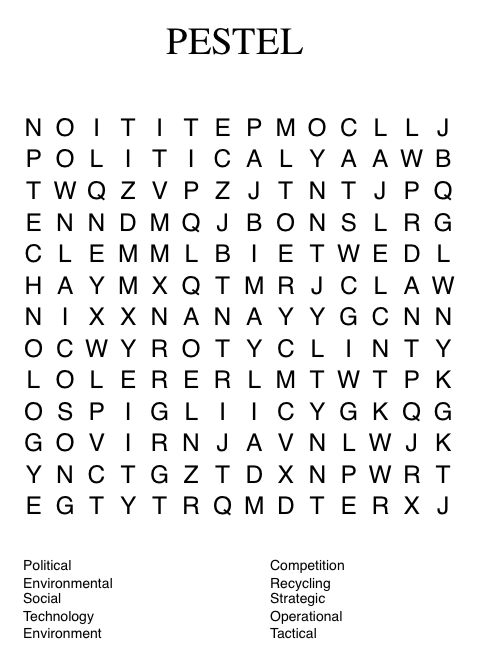 PESTEL
N O I T I T E P M O C L L J
P O L I T I C A L Y A A W B
T W Q Z V P Z J T N T J P Q
E N N D M Q J B O N S L R G
C L E M M L B I E T W E D L
H A Y M X Q T M R J C L A W
N I X X N A N A Y Y G C N N
O C W Y R O T Y C L I N T Y
L O L E R E R L M T W T P K
O S P I G L I I C Y G K Q G
G O V I R N J A V N L W J K
Y N C T G Z T D X N P W R T
E G T Y T R Q M D T E R X J
Political
Environmental
Social
Technology
Environment
Competition
Recycling
Strategic
Operational
Tactical